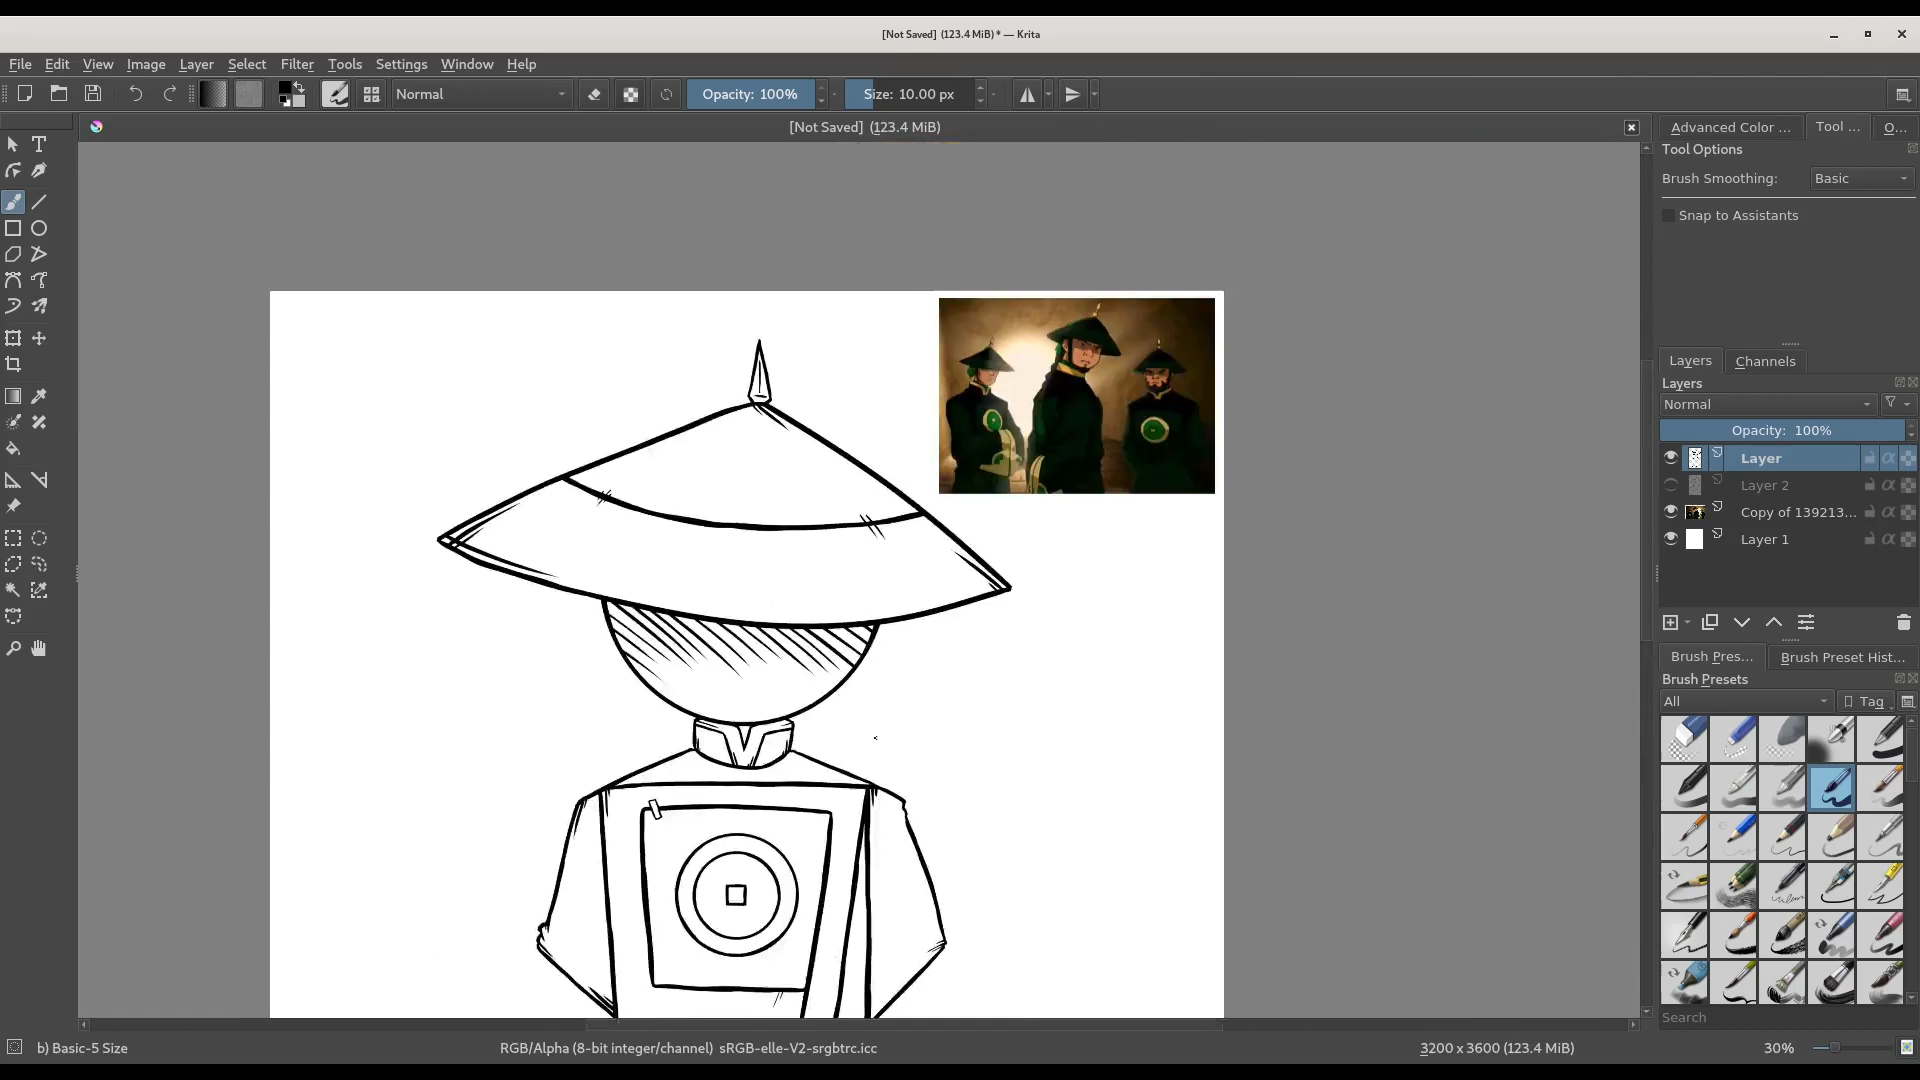 [Not Saved] (123.4 MiB) * — Krita
File Edit View Image Layer Select Filter Tools Settings Window Help
Normal Opacity: 100% Size: 10.00 px
[Not Saved] (123.4 MiB)
Advanced Color ... Tool ... O...
Tool Options
Brush Smoothing: Basic
Snap to Assistants
Layers Channels
Layers
Normal
Opacity: 100%
Layer
Layer 2
Copy of 139213...
Layer 1
Brush Pres... Brush Preset Hist...
Brush Presets
All Tag
Search
b) Basic-5 Size RGB/Alpha (8-bit integer/channel) sRGB-elle-V2-srgbtrc.icc 3200 x 3600 (123.4 MiB) 30%